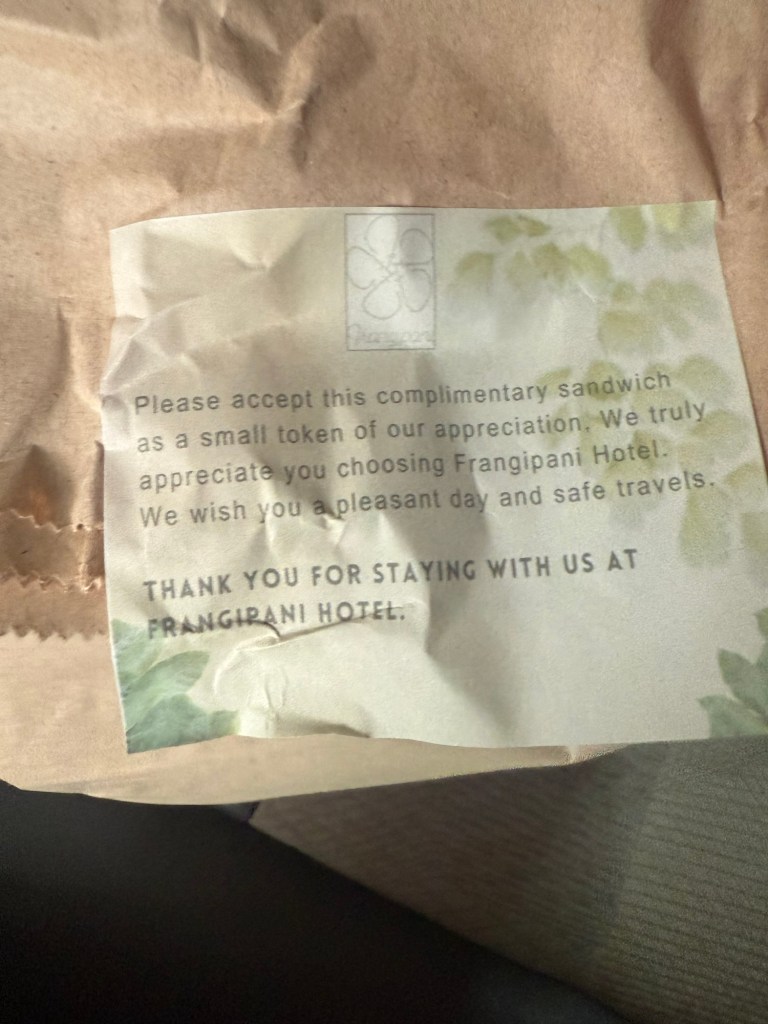 Frangipani
Please accept this complimentary sandwich
as a small token of our appreciation. We truly
appreciate you choosing Frangipani Hotel.
We wish you a pleasant day and safe travels.
THANK YOU FOR STAYING WITH US AT
FRANGIPANI HOTEL.